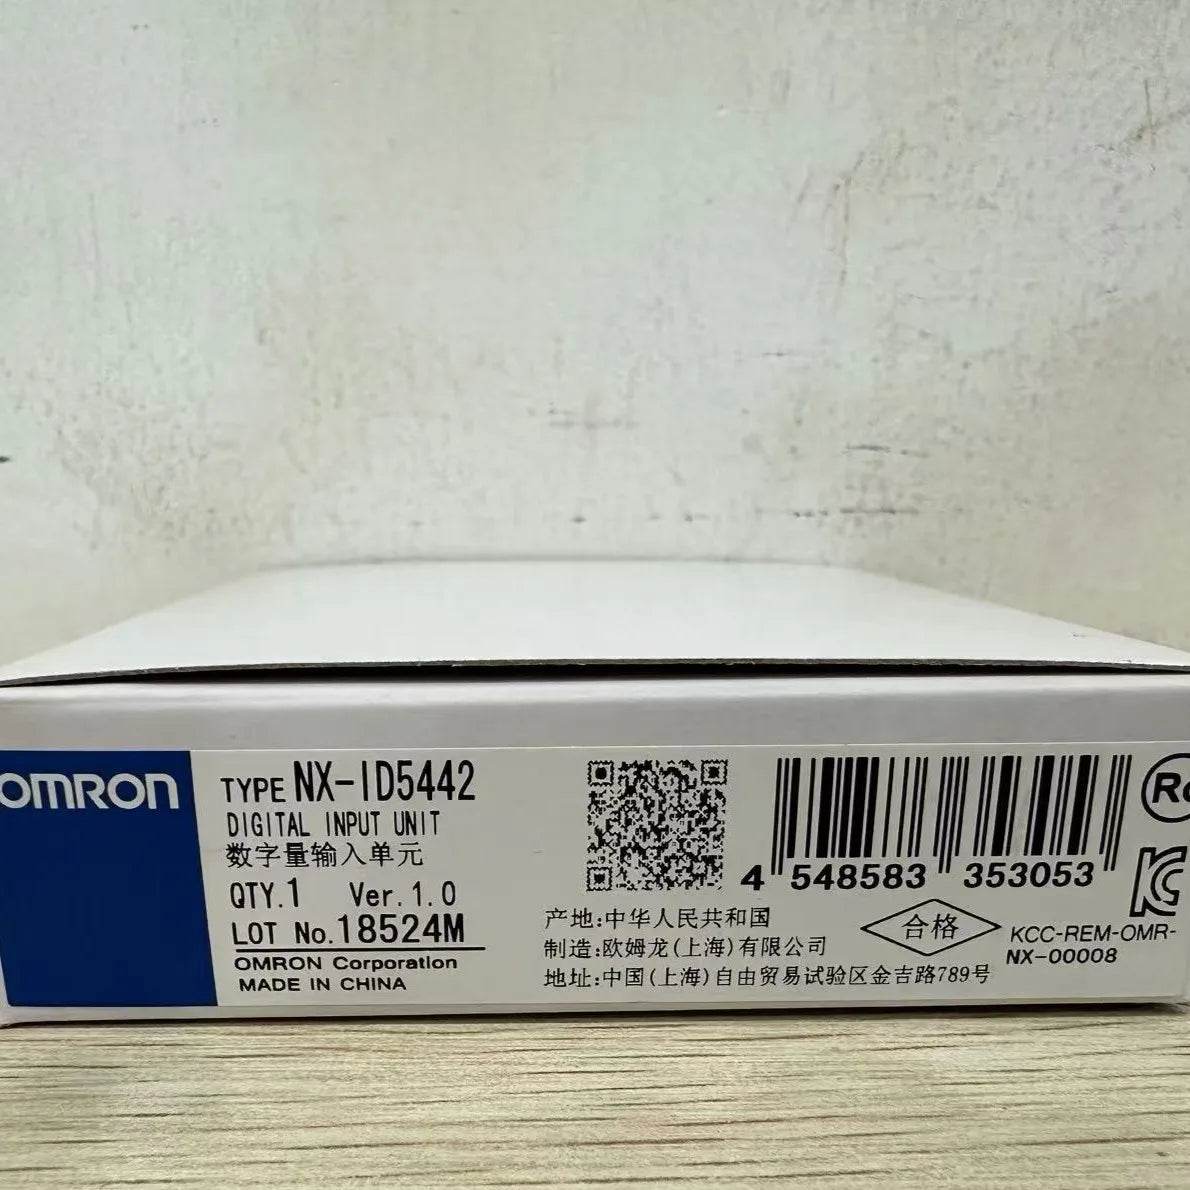 OMRON
TYPE NX-ID5442
DIGITAL INPUT UNIT
数字量输入单元
QTY.1 Ver.1.0
LOT No.18524M
OMRON Corporation
MADE IN CHINA
4 548583 353053
产地:中华人民共和国
制造:欧姆龙(上海)有限公司
地址:中国(上海)自由贸易试验区金吉路789号
合格
KCC-REM-OMR-
NX-00008